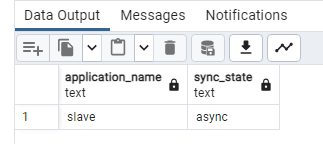 Data Output Messages Notifications
application_name sync_state
text text
1 slave async